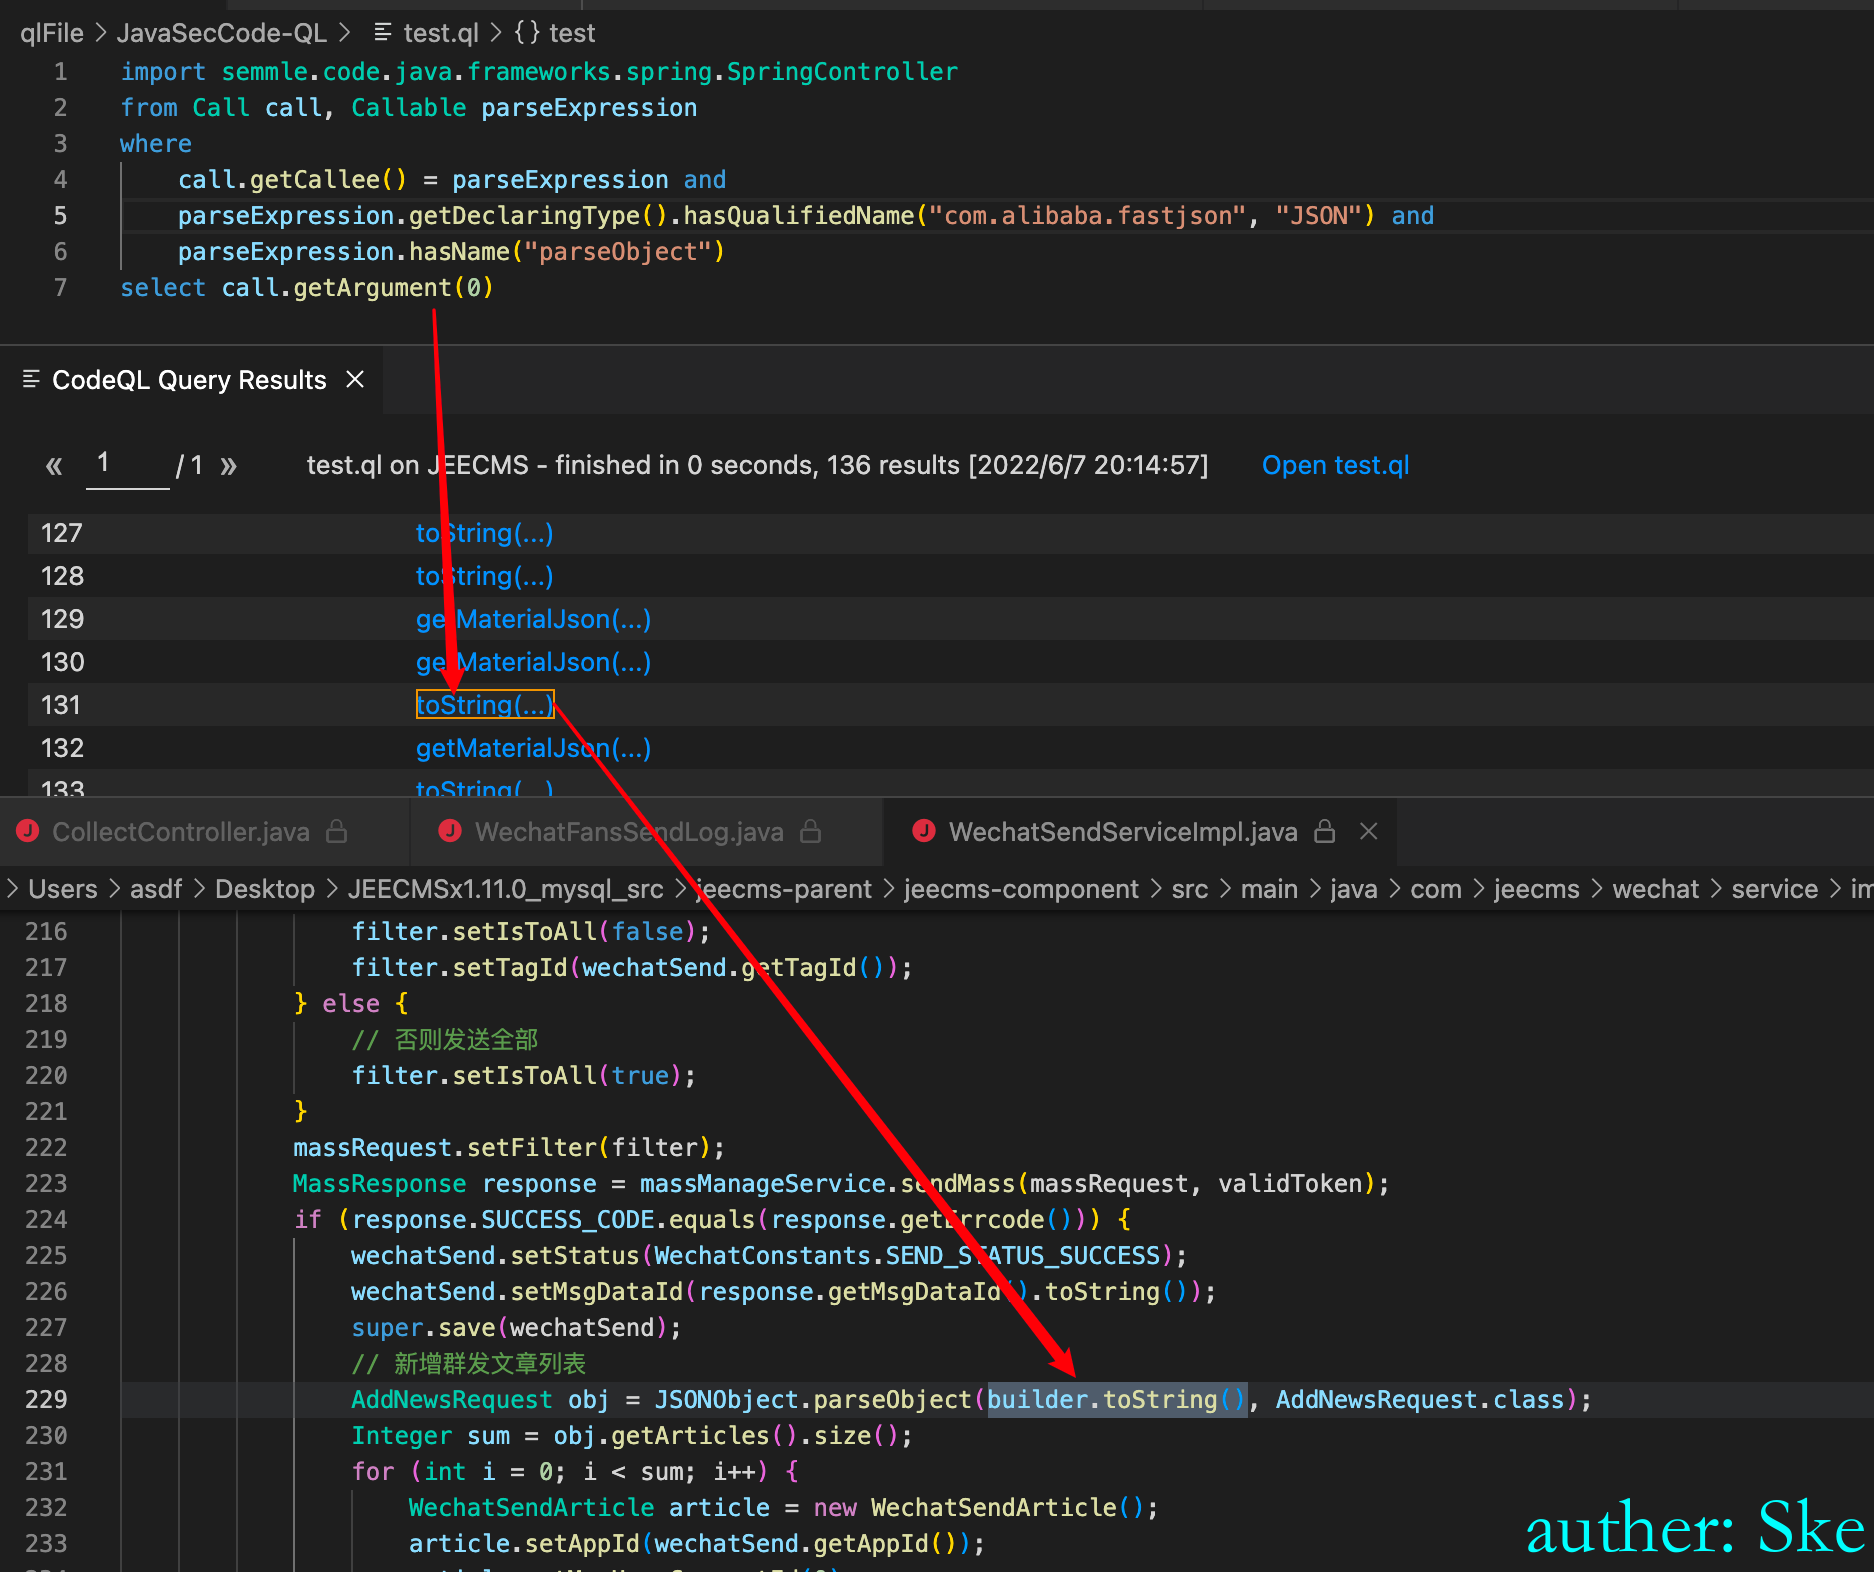 qlFile > JavaSecCode-QL > test.ql > {} test
1 import semmle.code.java.frameworks.spring.SpringController
2 from Call call, Callable parseExpression
3 where
4 call.getCallee() = parseExpression and
5 parseExpression.getDeclaringType().hasQualifiedName("com.alibaba.fastjson", "JSON") and
6 parseExpression.hasName("parseObject")
7 select call.getArgument(0)
CodeQL Query Results ×
« 1 / 1 » test.ql on JEECMS - finished in 0 seconds, 136 results [2022/6/7 20:14:57] Open test.ql
127 toString(...)
128 toString(...)
129 getMaterialJson(...)
130 getMaterialJson(...)
131 toString(...)
132 getMaterialJson(...)
133 toString(...)
CollectController.java WechatFansSendLog.java WechatSendServiceImpl.java ×
> Users > asdf > Desktop > JEECMSx1.11.0_mysql_src > jeecms-parent > jeecms-component > src > main > java > com > jeecms > wechat > service > im
216 filter.setIsToAll(false);
217 filter.setTagId(wechatSend.getTagId());
218 } else {
219 // 否则发送全部
220 filter.setIsToAll(true);
221 }
222 massRequest.setFilter(filter);
223 MassResponse response = massManageService.sendMass(massRequest, validToken);
224 if (response.SUCCESS_CODE.equals(response.getErrcode())) {
225 wechatSend.setStatus(WechatConstants.SEND_STATUS_SUCCESS);
226 wechatSend.setMsgDataId(response.getMsgDataId().toString());
227 super.save(wechatSend);
228 // 新增群发文章列表
229 AddNewsRequest obj = JSONObject.parseObject(builder.toString(), AddNewsRequest.class);
230 Integer sum = obj.getArticles().size();
231 for (int i = 0; i < sum; i++) {
232 WechatSendArticle article = new WechatSendArticle();
233 article.setAppId(wechatSend.getAppId());
auther: Ske